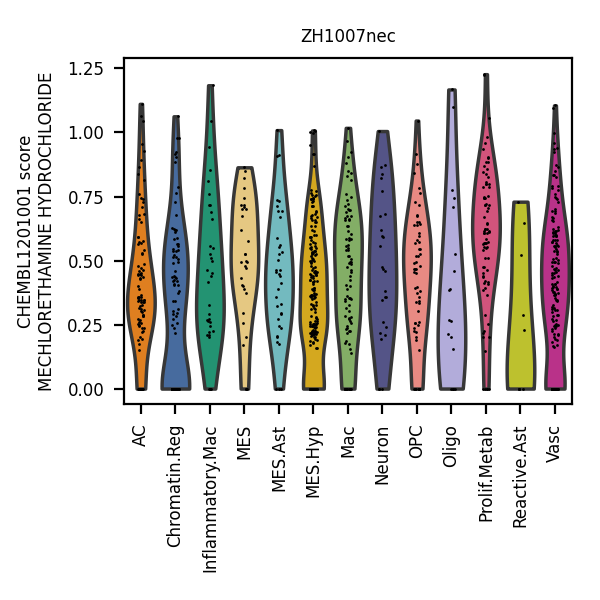 ZH1007nec
CHEMBL1201001 score
MECHLORETHAMINE HYDROCHLORIDE
1.25
1.00
0.75
0.50
0.25
0.00
AC
Chromatin.Reg
Inflammatory.Mac
MES
MES.Ast
MES.Hyp
Mac
Neuron
OPC
Oligo
Prolif.Metab
Reactive.Ast
Vasc